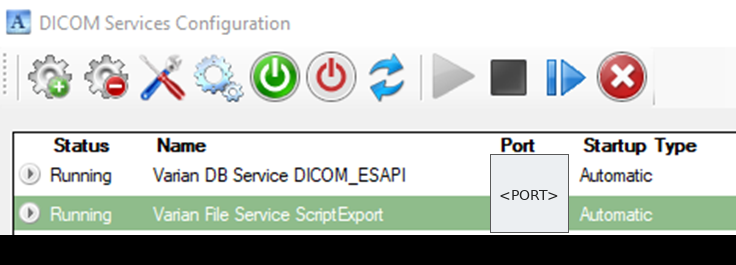 DICOM Services Configuration
Status Name Port Startup Type
Running Varian DB Service DICOM_ESAPI Automatic
<PORT>
Running Varian File Service ScriptExport Automatic